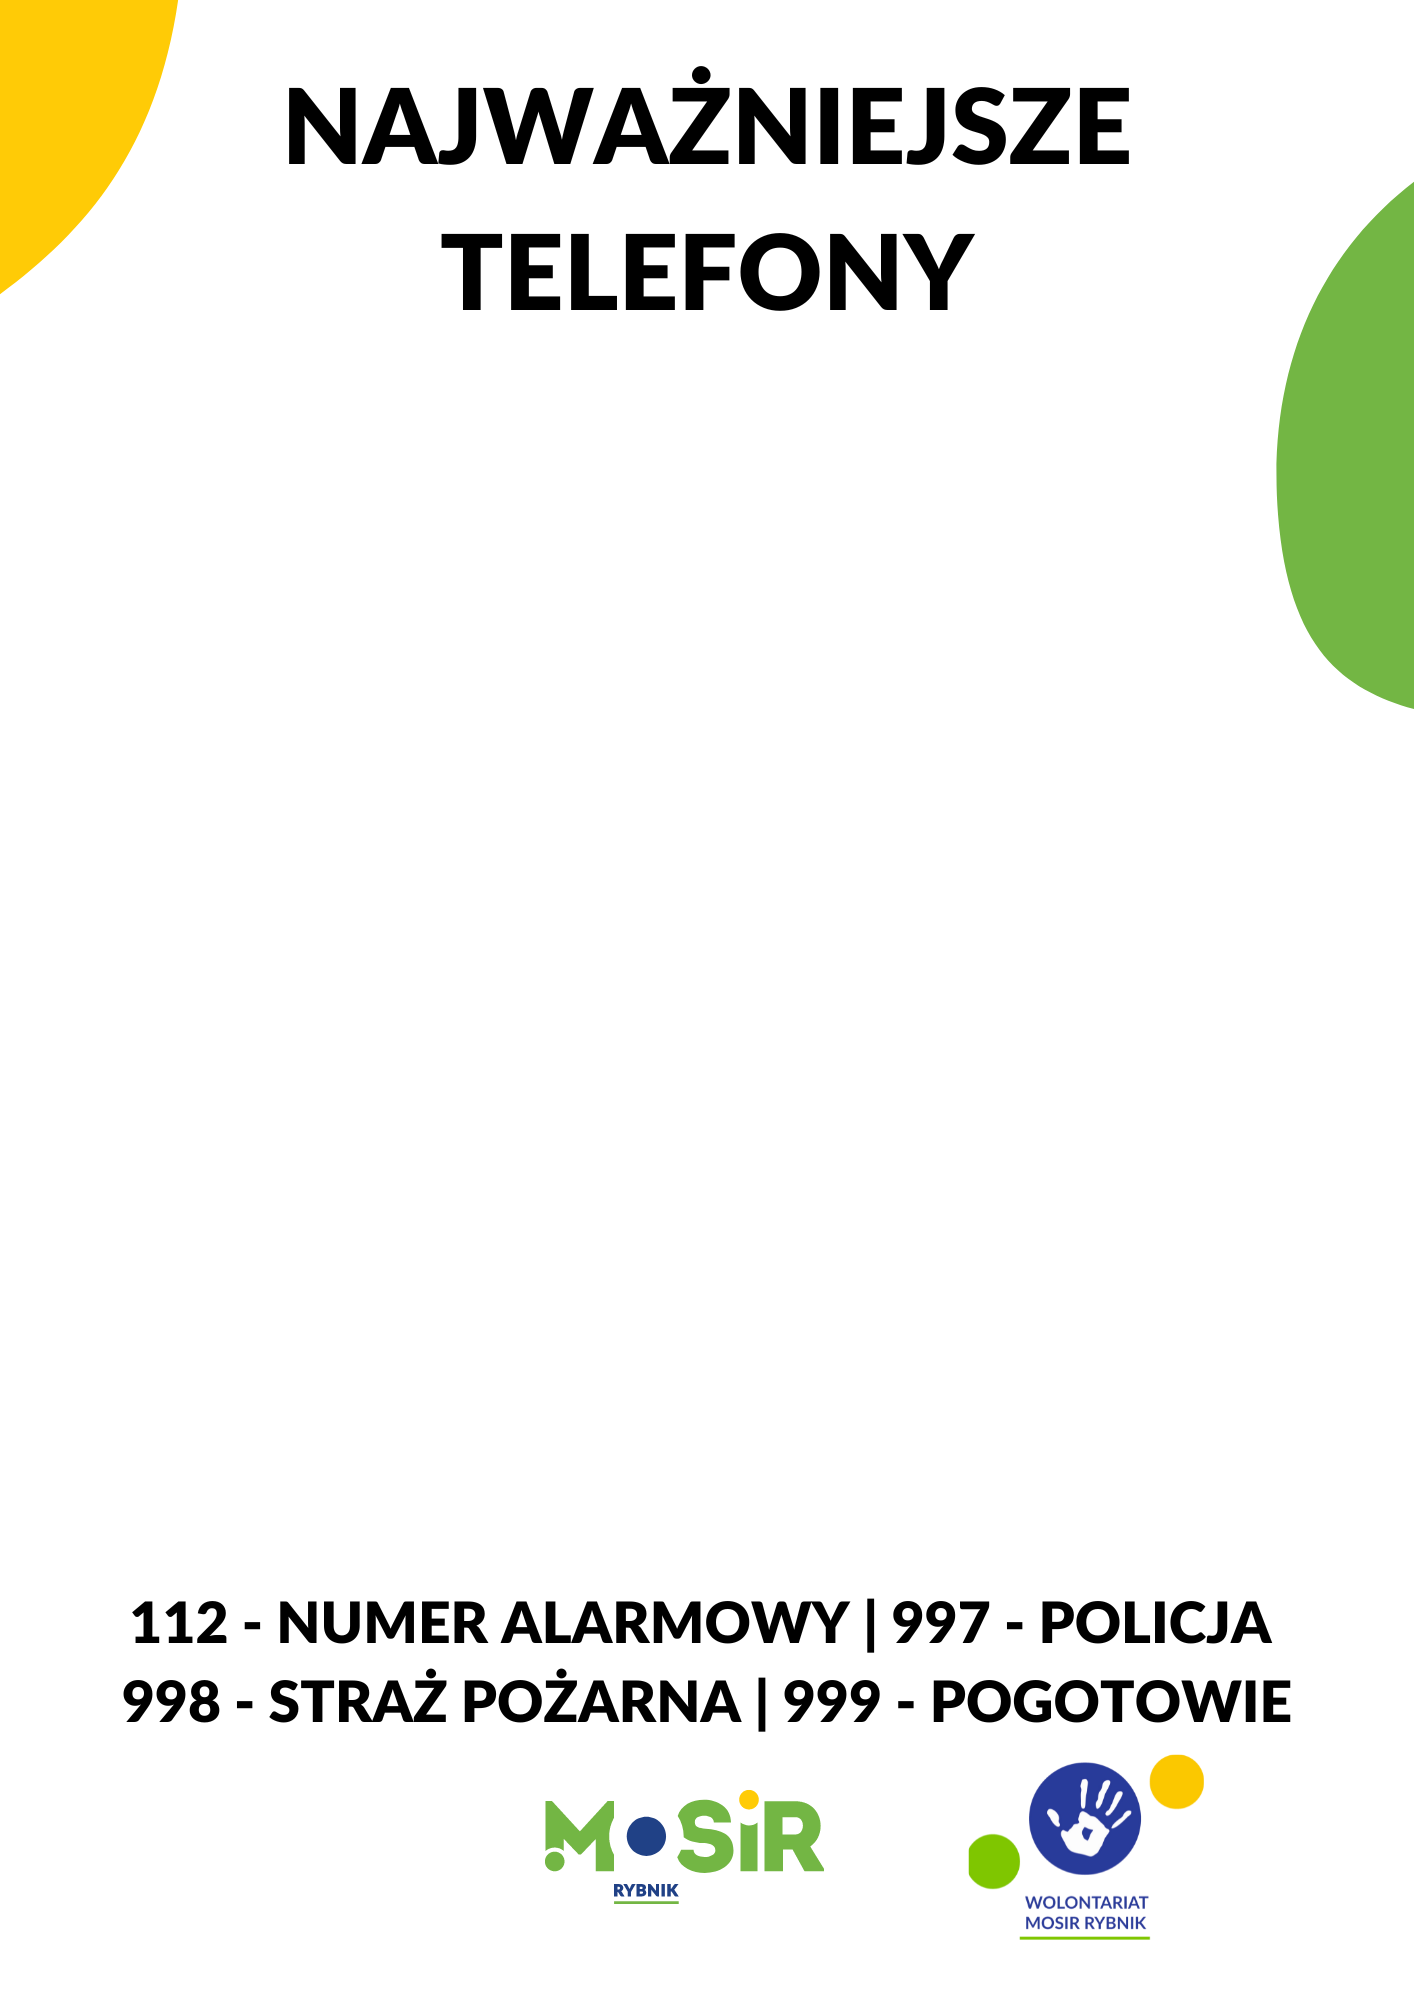 NAJWAŻNIEJSZE
TELEFONY
112 - NUMER ALARMOWY | 997 - POLICJA
998 - STRAŻ POŻARNA | 999 - POGOTOWIE
MOSiR
RYBNIK
WOLONTARIAT
MOSIR RYBNIK